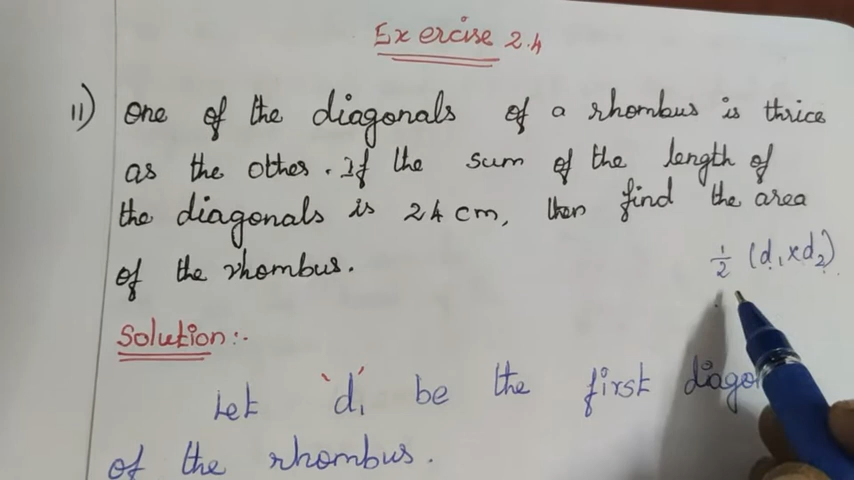 Exercise 2.4
11) one of the diagonals of a rhombus is thrice
as the other. If the sum of the length of
the diagonals is 24 cm, then find the area
of the rhombus.
1/2 (d₁×d₂)
Solution:-
Let 'd₁' be the first
of the rhombus.